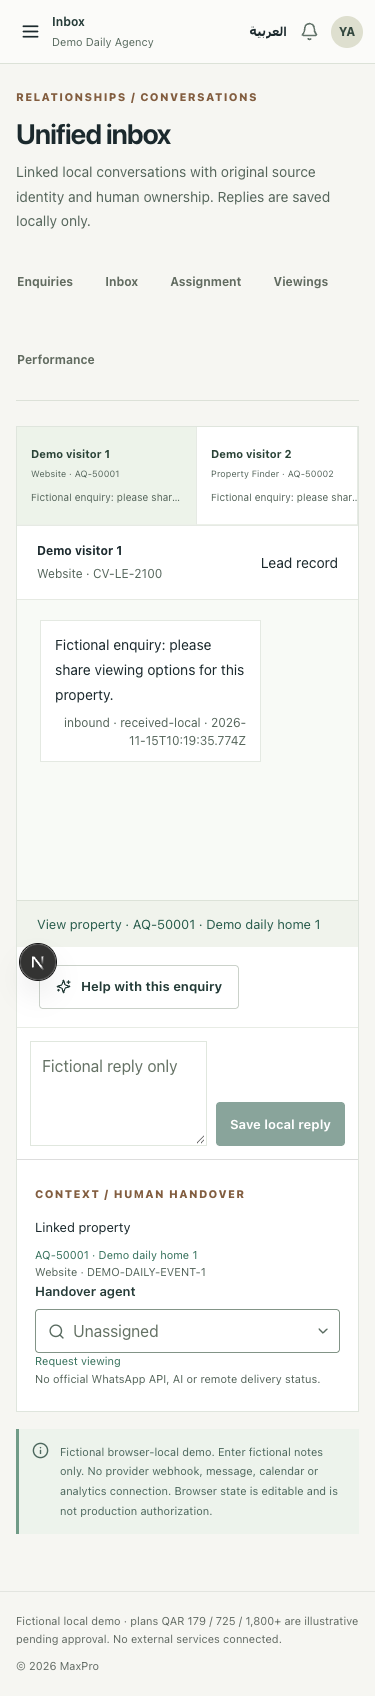 Inbox
Demo Daily Agency
العربية
YA
RELATIONSHIPS / CONVERSATIONS
Unified inbox
Linked local conversations with original source
identity and human ownership. Replies are saved
locally only.
Enquiries Inbox Assignment Viewings
Performance
Demo visitor 1
Website · AQ-50001
Fictional enquiry: please shar...
Demo visitor 2
Property Finder · AQ-50002
Fictional enquiry: please shar...
Demo visitor 1
Website · CV-LE-2100
Lead record
Fictional enquiry: please
share viewing options for this
property.
inbound · received-local · 2026-
11-15T10:19:35.774Z
View property · AQ-50001 · Demo daily home 1
N
Help with this enquiry
Fictional reply only
Save local reply
CONTEXT / HUMAN HANDOVER
Linked property
AQ-50001 · Demo daily home 1
Website · DEMO-DAILY-EVENT-1
Handover agent
Unassigned
Request viewing
No official WhatsApp API, AI or remote delivery status.
Fictional browser-local demo. Enter fictional notes
only. No provider webhook, message, calendar or
analytics connection. Browser state is editable and is
not production authorization.
Fictional local demo · plans QAR 179 / 725 / 1,800+ are illustrative
pending approval. No external services connected.
© 2026 MaxPro